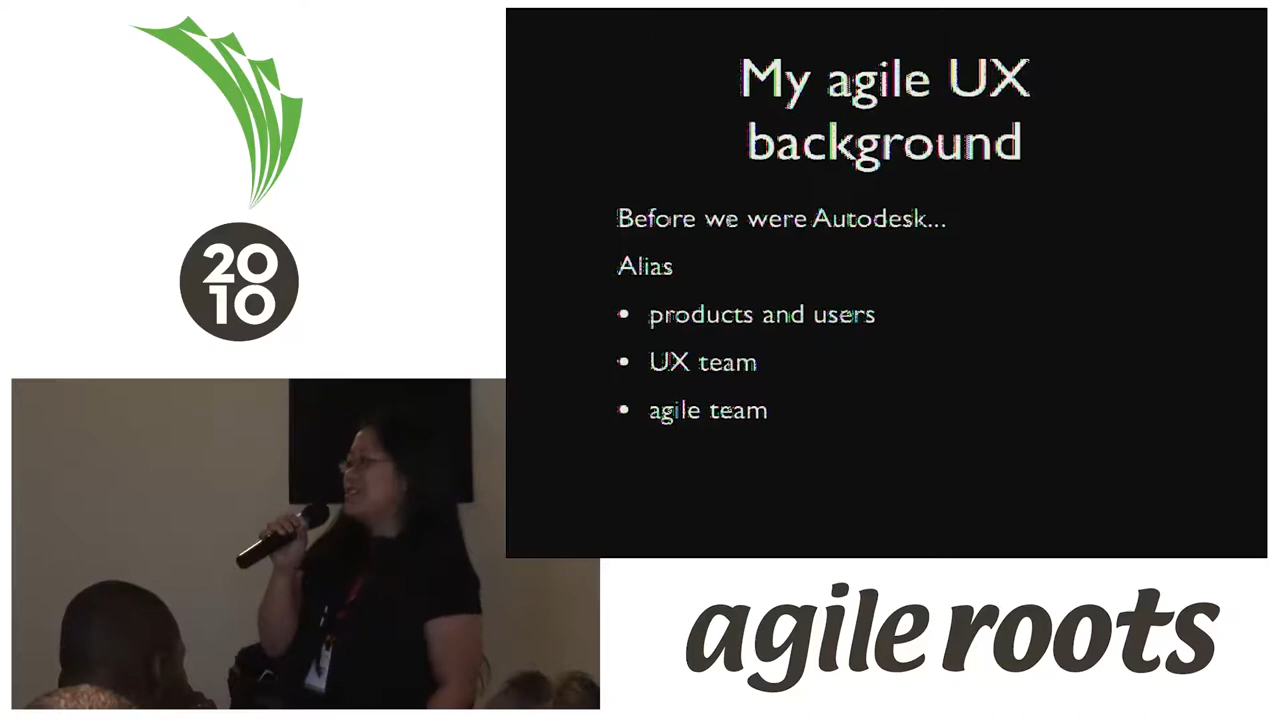 20
10
My agile UX
background
Before we were Autodesk...
Alias
• products and users
• UX team
• agile team
agile roots